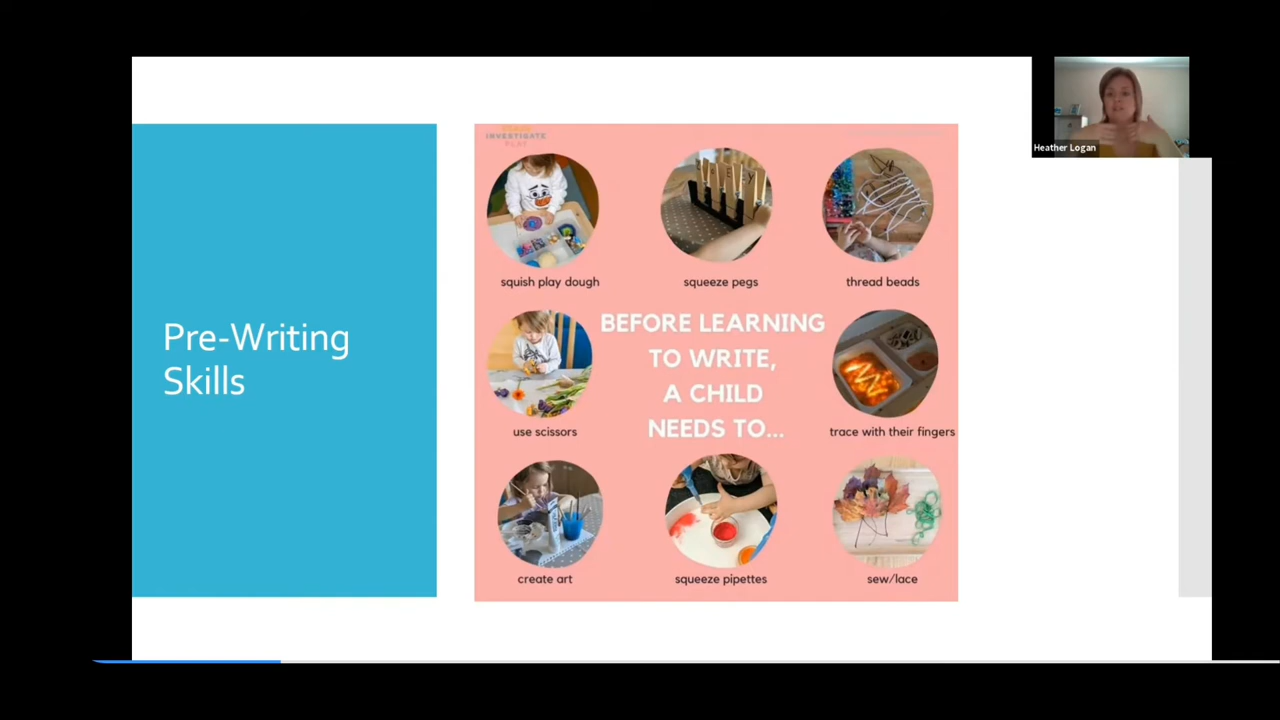 Pre-Writing
Skills
INVESTIGATE
PLAY
squish play dough
squeeze pegs
thread beads
BEFORE LEARNING
TO WRITE,
A CHILD
NEEDS TO...
use scissors
trace with their fingers
create art
squeeze pipettes
sew/lace
Heather Logan